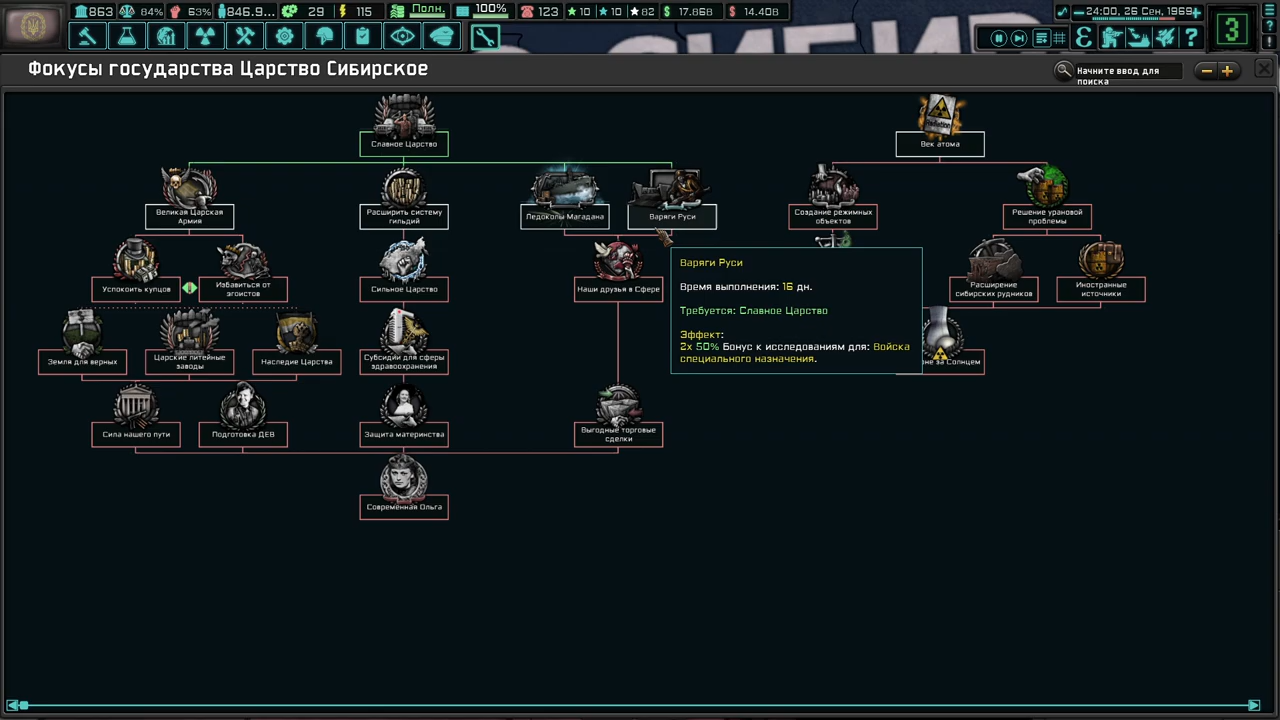 863
84%
63%
846.9...
29
115
Полн.
100%
123
10
10
82
17.86B
14.40B
24:00, 26 Сен, 1969
3
СИБИР
Фокусы государства Царство Сибирское
Начните ввод для
поиска
Славное Царство
Век атома
Великая Царская
Армия
Расширить систему
гильдий
Ледоколы Магадана
Варяги Руси
Создание режимных
объектов
Решение урановой
проблемы
Успокоить купцов
Избавиться от
эгоистов
Сильное Царство
Наши друзья в Сфере
Варяги Руси
Время выполнения: 16 дн.
Требуется: Славное Царство
Эффект:
2x 50% Бонус к исследованиям для: Войска
специального назначения.
Расширение
сибирских рудников
Иностранные
источники
Земля для верных
Царские литейные
заводы
Наследие Царства
Субсидии для сферы
здравоохранения
не за Солнцем
Сила нашего пути
Подготовка ДЕВ
Защита материнства
Выгодные торговые
сделки
Современная Ольга